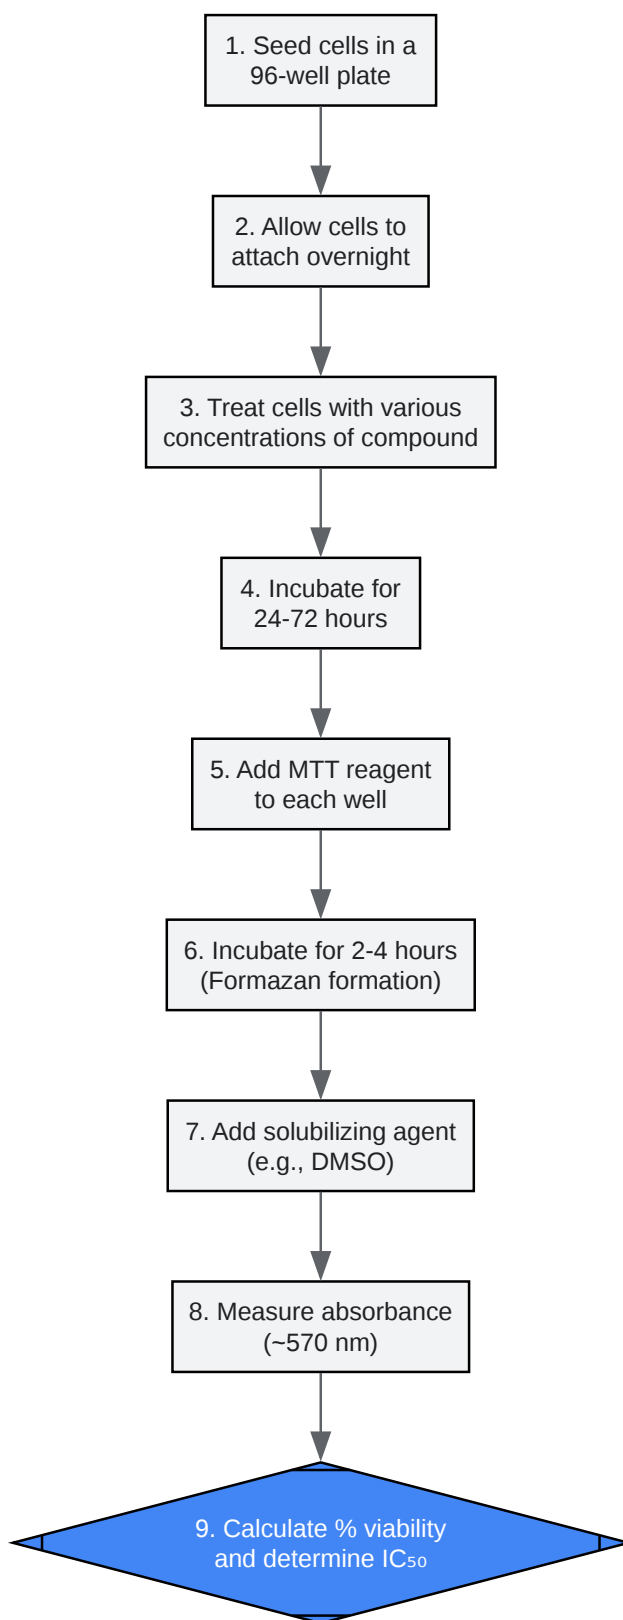 1. Seed cells in a
96-well plate
2. Allow cells to
attach overnight
3. Treat cells with various
concentrations of compound
4. Incubate for
24-72 hours
5. Add MTT reagent
to each well
6. Incubate for 2-4 hours
(Formazan formation)
7. Add solubilizing agent
(e.g., DMSO)
8. Measure absorbance
(~570 nm)
9. Calculate % viability
and determine IC₅₀